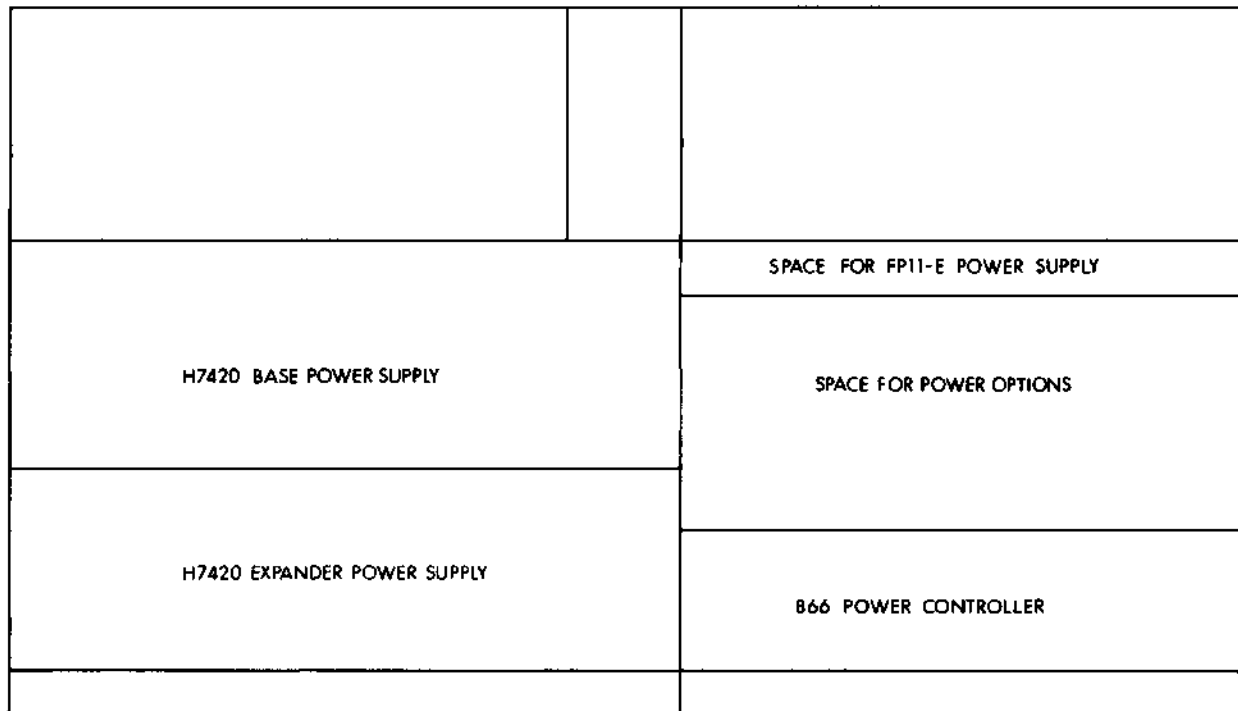 SPACE FOR FP11-E POWER SUPPLY
H7420 BASE POWER SUPPLY
SPACE FOR POWER OPTIONS
H7420 EXPANDER POWER SUPPLY
866 POWER CONTROLLER